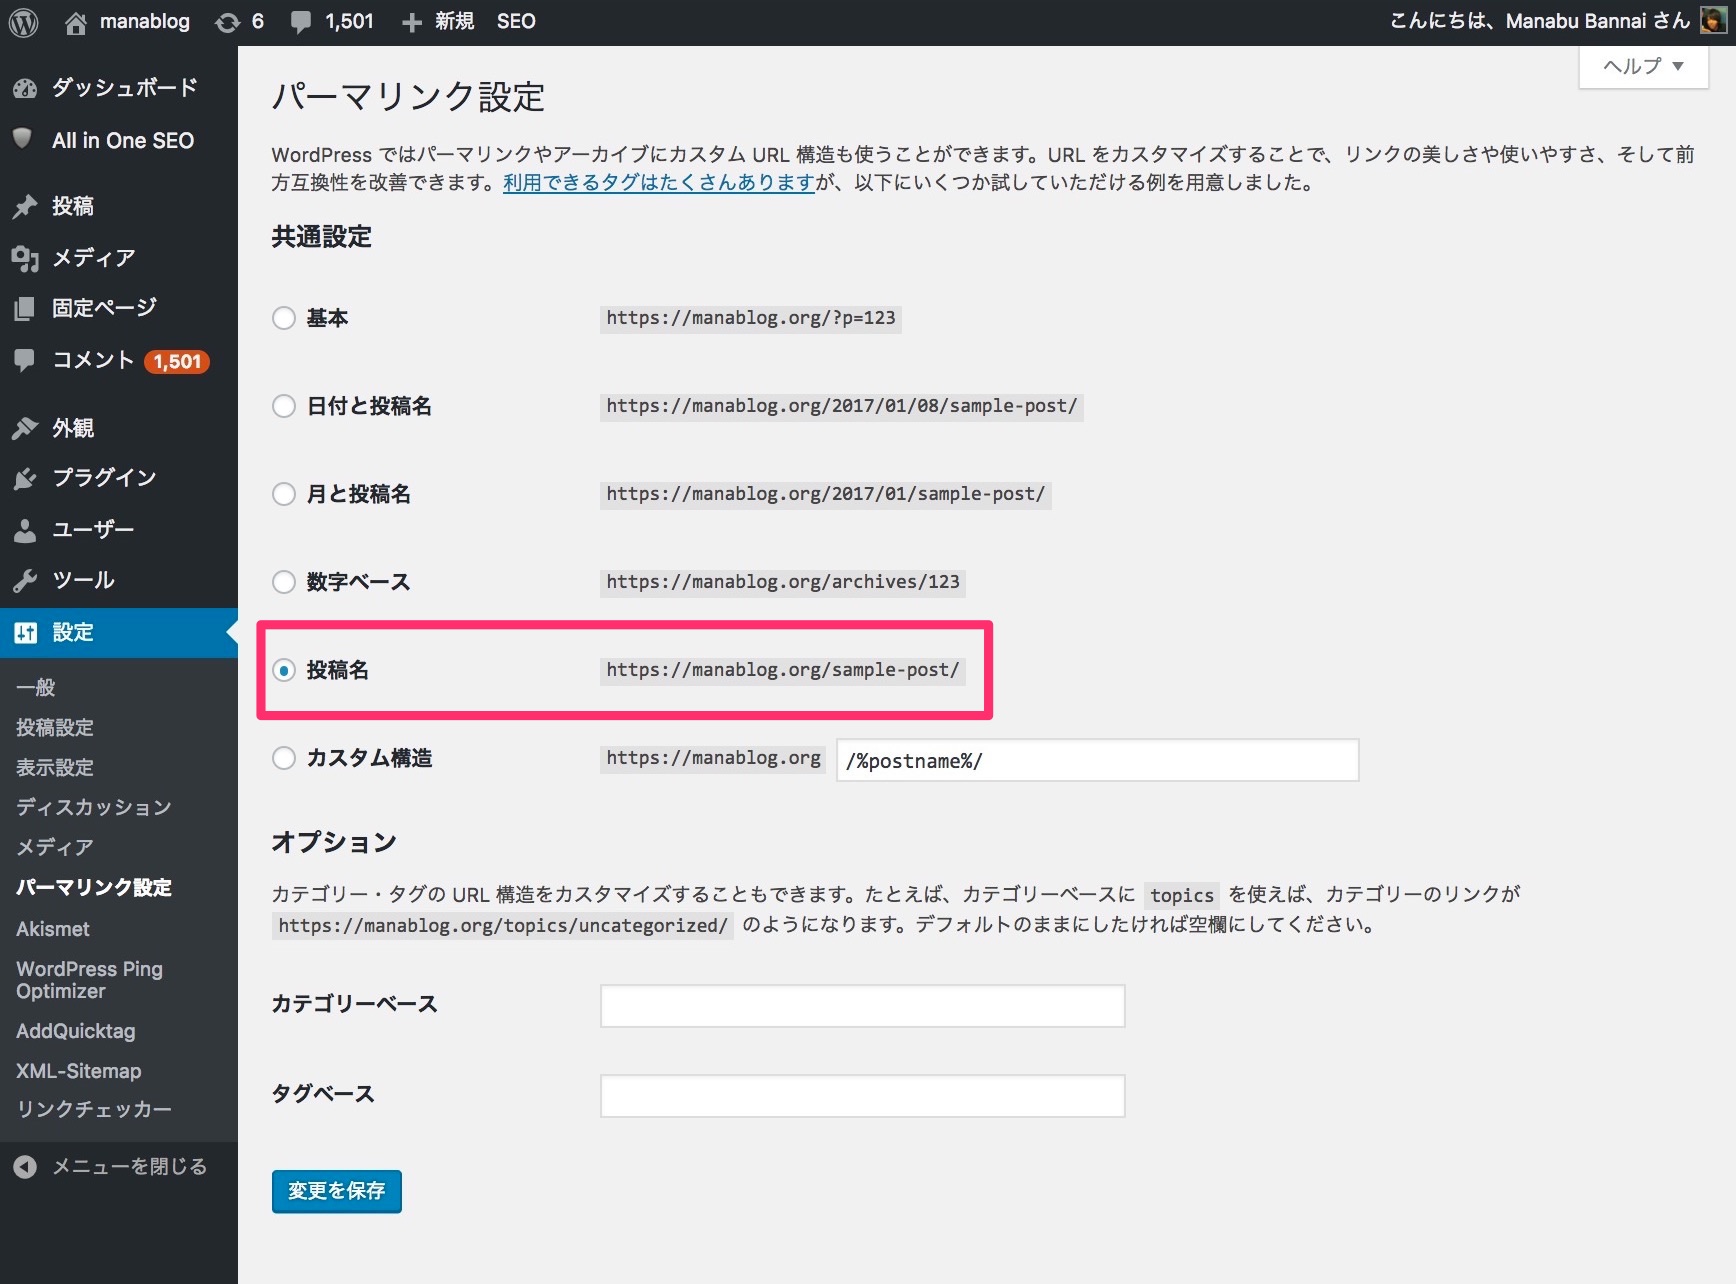 manablog 6 1,501 新規 SEO こんにちは、Manabu Bannai さん
ヘルプ ▼
ダッシュボード
All in One SEO
投稿
メディア
固定ページ
コメント 1,501
外観
プラグイン
ユーザー
ツール
設定
一般
投稿設定
表示設定
ディスカッション
メディア
パーマリンク設定
Akismet
WordPress Ping
Optimizer
AddQuicktag
XML-Sitemap
リンクチェッカー
メニューを閉じる
パーマリンク設定
WordPress ではパーマリンクやアーカイブにカスタム URL 構造も使うことができます。URL をカスタマイズすることで、リンクの美しさや使いやすさ、そして前
方互換性を改善できます。利用できるタグはたくさんありますが、以下にいくつか試していただける例を用意しました。
共通設定
基本 https://manablog.org/?p=123
日付と投稿名 https://manablog.org/2017/01/08/sample-post/
月と投稿名 https://manablog.org/2017/01/sample-post/
数字ベース https://manablog.org/archives/123
投稿名 https://manablog.org/sample-post/
カスタム構造 https://manablog.org /%postname%/
オプション
カテゴリー・タグの URL 構造をカスタマイズすることもできます。たとえば、カテゴリーベースに topics を使えば、カテゴリーのリンクが
https://manablog.org/topics/uncategorized/ のようになります。デフォルトのままにしたければ空欄にしてください。
カテゴリーベース
タグベース
変更を保存